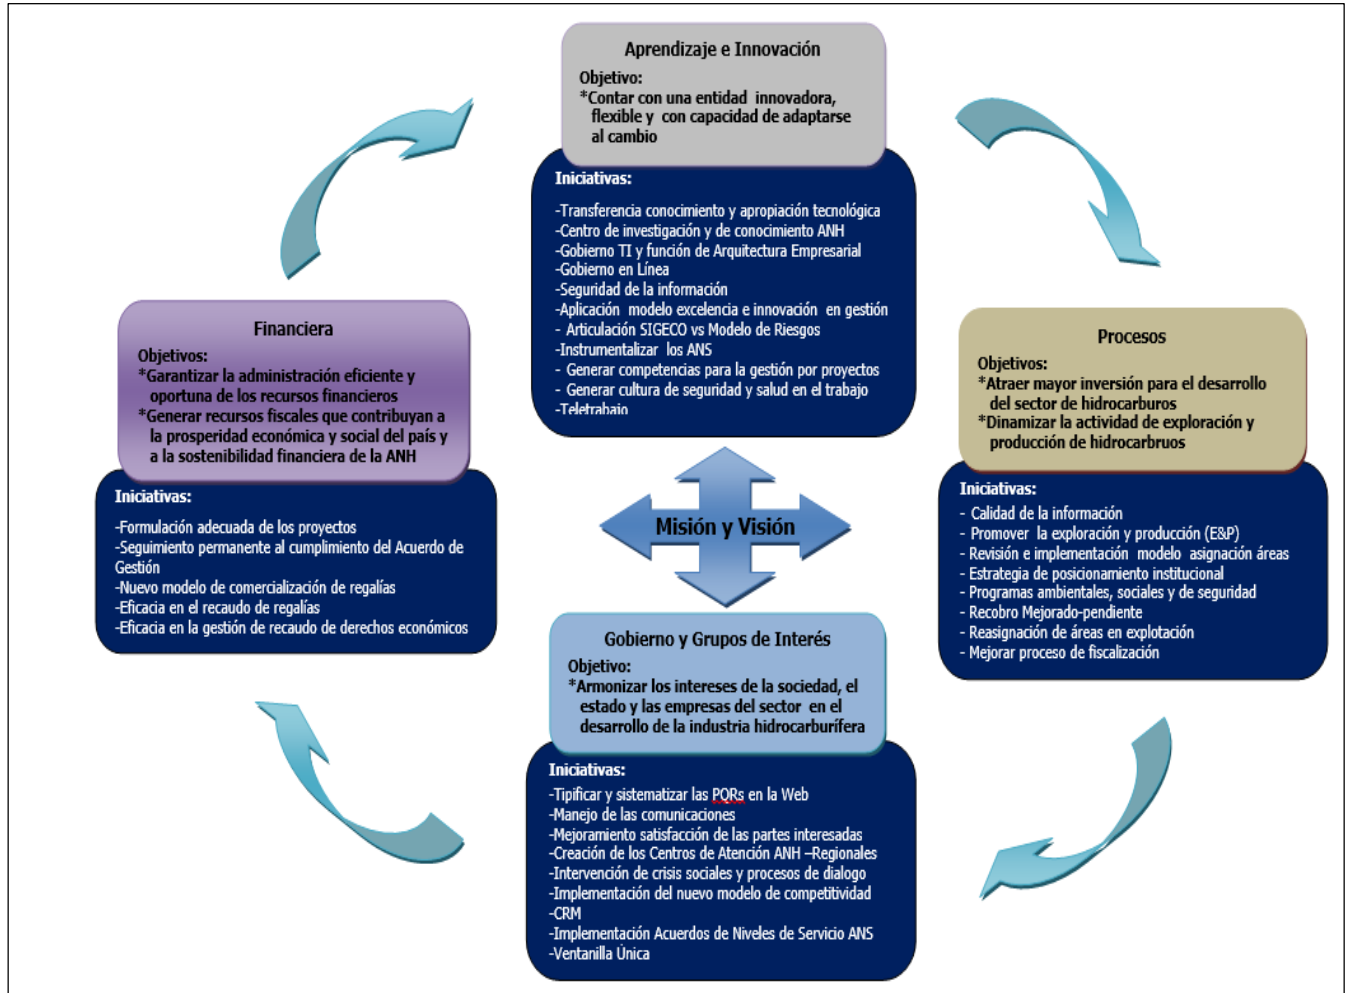 Aprendizaje e Innovación
Objetivo:
*Contar con una entidad innovadora,
flexible y con capacidad de adaptarse
al cambio
Iniciativas:
-Transferencia conocimiento y apropiación tecnológica
-Centro de investigación y de conocimiento ANH
-Gobierno TI y función de Arquitectura Empresarial
-Gobierno en Línea
-Seguridad de la información
-Aplicación modelo excelencia e innovación en gestión
- Articulación SIGECO vs Modelo de Riesgos
-Instrumentalizar los ANS
- Generar competencias para la gestión por proyectos
- Generar cultura de seguridad y salud en el trabajo
-Teletrabajo
Financiera
Objetivos:
*Garantizar la administración eficiente y
oportuna de los recursos financieros
*Generar recursos fiscales que contribuyan a
la prosperidad económica y social del país y
a la sostenibilidad financiera de la ANH
Iniciativas:
-Formulación adecuada de los proyectos
-Seguimiento permanente al cumplimiento del Acuerdo de
Gestión
-Nuevo modelo de comercialización de regalías
-Eficacia en el recaudo de regalías
-Eficacia en la gestión de recaudo de derechos económicos
Misión y Visión
Procesos
Objetivos:
*Atraer mayor inversión para el desarrollo
del sector de hidrocarburos
*Dinamizar la actividad de exploración y
producción de hidrocarbruos
Iniciativas:
- Calidad de la información
- Promover la exploración y producción (E&P)
- Revisión e implementación modelo asignación áreas
- Estrategia de posicionamiento institucional
- Programas ambientales, sociales y de seguridad
- Recobro Mejorado-pendiente
- Reasignación de áreas en explotación
- Mejorar proceso de fiscalización
Gobierno y Grupos de Interés
Objetivo:
*Armonizar los intereses de la sociedad, el
estado y las empresas del sector en el
desarrollo de la industria hidrocarburífera
Iniciativas:
-Tipificar y sistematizar las PQRs en la Web
-Manejo de las comunicaciones
-Mejoramiento satisfacción de las partes interesadas
-Creación de los Centros de Atención ANH –Regionales
-Intervención de crisis sociales y procesos de dialogo
-Implementación del nuevo modelo de competitividad
-CRM
-Implementación Acuerdos de Niveles de Servicio ANS
-Ventanilla Única